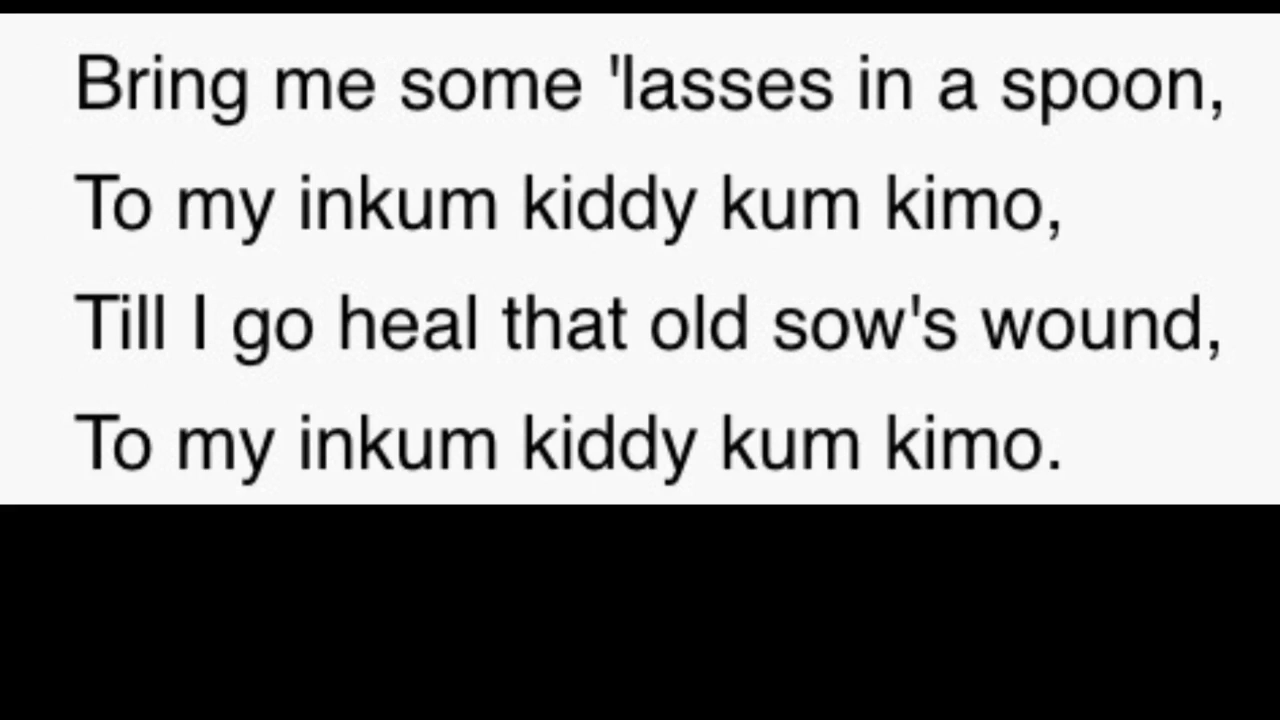 Bring me some 'lasses in a spoon,
To my inkum kiddy kum kimo,
Till I go heal that old sow's wound,
To my inkum kiddy kum kimo.